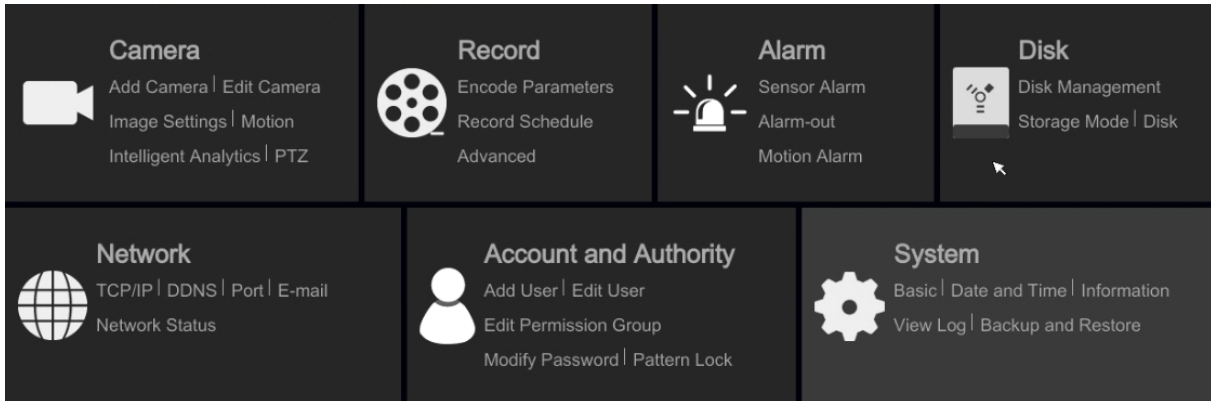 Camera
Add Camera | Edit Camera
Image Settings | Motion
Intelligent Analytics | PTZ
Record
Encode Parameters
Record Schedule
Advanced
Alarm
Sensor Alarm
Alarm-out
Motion Alarm
Disk
Disk Management
Storage Mode | Disk
Network
TCP/IP | DDNS | Port | E-mail
Network Status
Account and Authority
Add User | Edit User
Edit Permission Group
Modify Password | Pattern Lock
System
Basic | Date and Time | Information
View Log | Backup and Restore